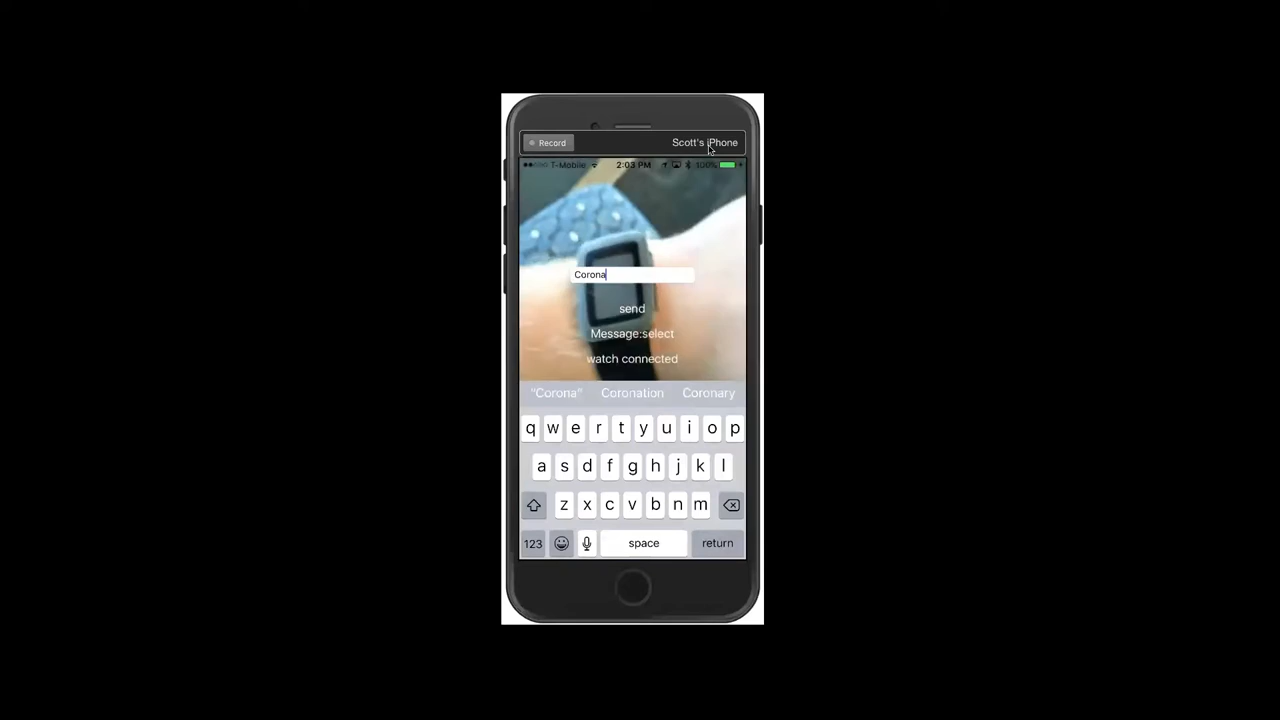 Record Scott's iPhone
T-Mobile 2:03 PM 100%
Corona
send
Message:select
watch connected
"Corona" Coronation Coronary
q w e r t y u i o p
a s d f g h j k l
z x c v b n m
123 space return